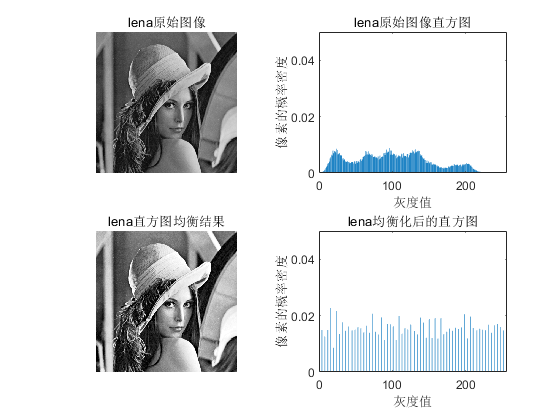 lena原始图像
lena原始图像直方图
像素的概率密度
0.04
0.02
0
0
100
200
灰度值
lena直方图均衡结果
lena均衡化后的直方图
像素的概率密度
0.04
0.02
0
0
100
200
灰度值